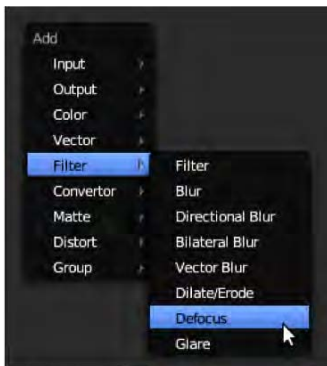 Add
Input
Output
Color
Vector
Filter
Convertor
Matte
Distort
Group
Filter
Blur
Directional Blur
Bilateral Blur
Vector Blur
Dilate/Erode
Defocus
Glare